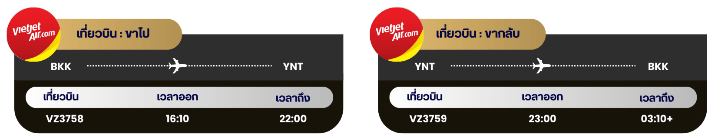 vietjet
Air.com
เที่ยวบิน : ขาไป
BKK
YNT
เที่ยวบิน
เวลาออก
เวลาถึง
VZ3758
16:10
22:00
vietjet
Air.com
เที่ยวบิน : ขากลับ
YNT
BKK
เที่ยวบิน
เวลาออก
เวลาถึง
VZ3759
23:00
03:10+